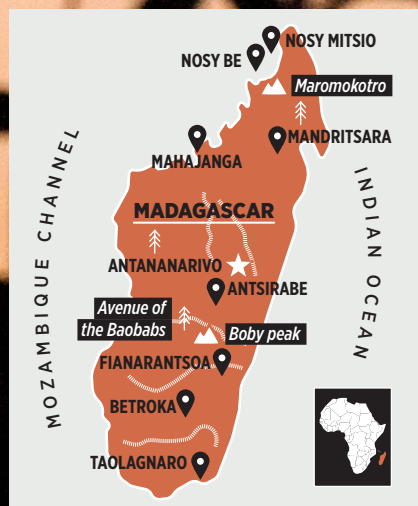 NOSY MITSIO
NOSY BE
Maromokotro
MANDRITSARA
MAHAJANGA
MOZAMBIQUE CHANNEL
INDIAN OCEAN
MADAGASCAR
ANTANANARIVO
ANTSIRABE
Avenue of
the Baobabs
Boby peak
FIANARANTSOA
BETROKA
TAOLAGNARO